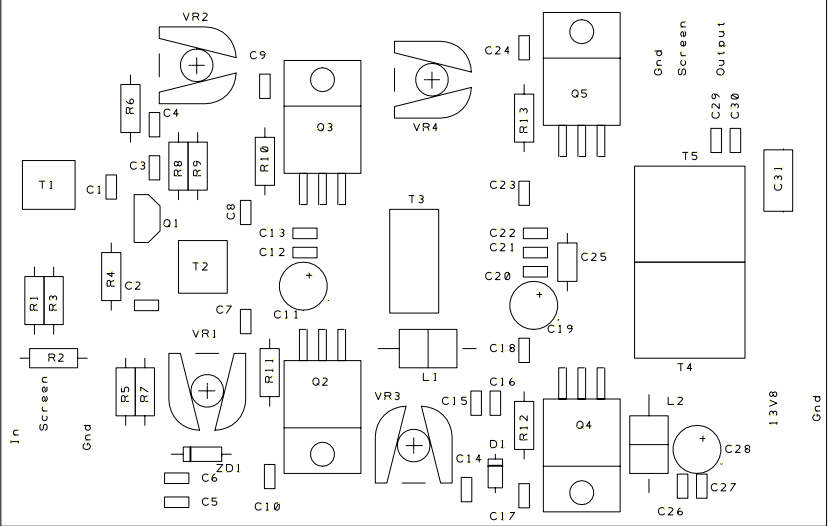 VR2
C9
C24
Gnd
Screen
Output
R6
C4
Q3
VR4
R13
Q5
C29
C30
C3
R8
R9
R10
T5
T1
C1
C23
C31
Q1
C8
T3
C13
C22
C12
C21
T2
R4
C25
C20
+
+
R1
R3
C2
C7
C11
C19
VR1
C18
R2
R11
L1
T4
Screen
Q2
C16
R5
R7
VR3
C15
L2
13V8
Gnd
In
Gnd
R12
Q4
D1
+
C28
ZD1
C14
C6
C27
C5
C10
C17
C26